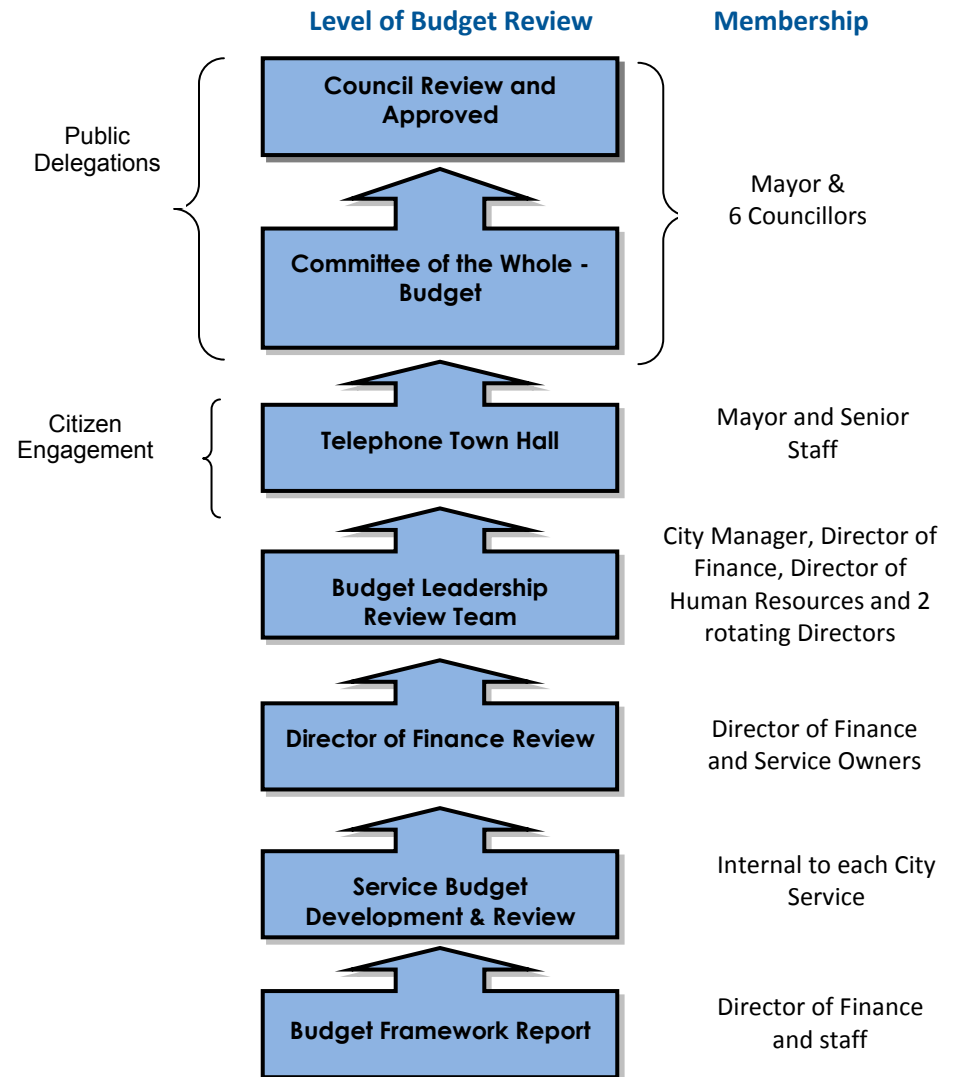 Level of Budget Review
Membership
Council Review and
Approved
Public
Delegations
Mayor &
6 Councillors
Committee of the Whole -
Budget
Citizen
Engagement
Telephone Town Hall
Mayor and Senior
Staff
Budget Leadership
Review Team
City Manager, Director of
Finance, Director of
Human Resources and 2
rotating Directors
Director of Finance Review
Director of Finance
and Service Owners
Service Budget
Development & Review
Internal to each City
Service
Budget Framework Report
Director of Finance
and staff